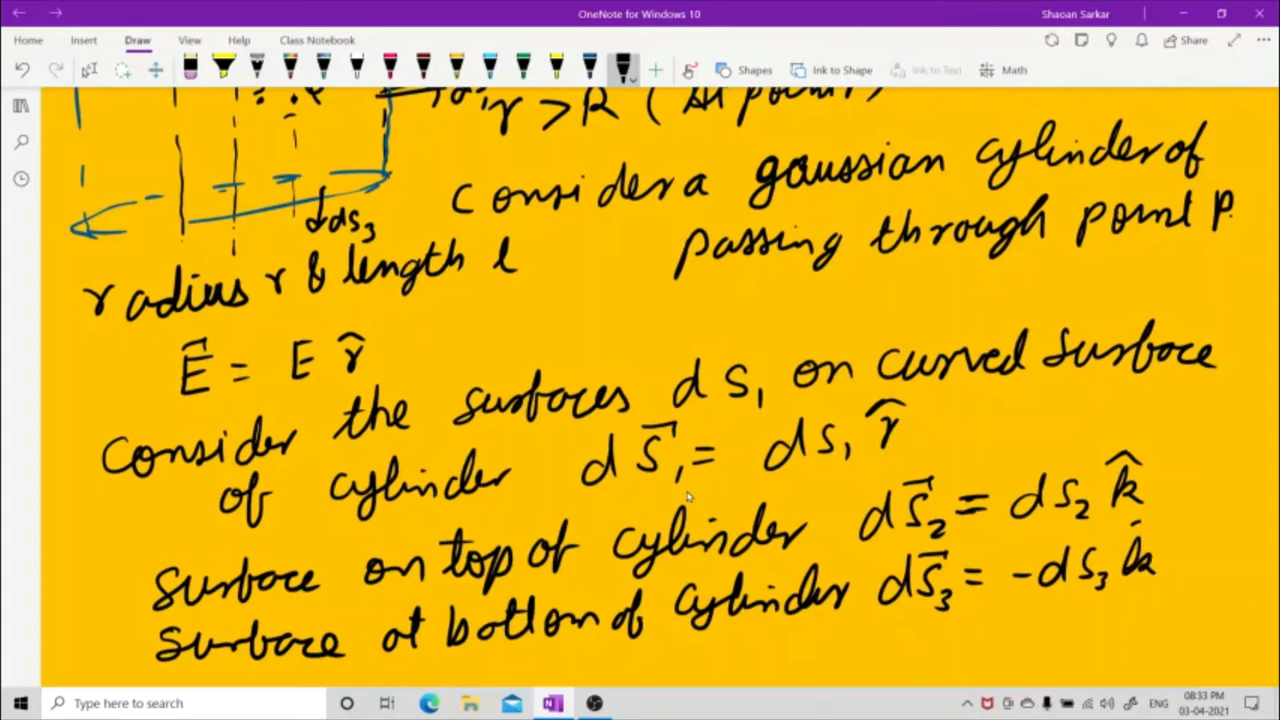 OneNote for Windows 10
Shaoan Sarkar
Home Insert Draw View Help Class Notebook
Share
Shapes Ink to Shape Ink to Text Math
r > R ( At point
dds3
Consider a gaussian cylinder of
passing through point P.
radius r & length l
E⃗ = E r̂
Consider the surfaces ds₁ on curved surface
of cylinder ds⃗₁ = ds₁ r̂
surface on top of cylinder ds⃗₂ = ds₂ k̂
surface at bottom of cylinder ds⃗₃ = -ds₃ k̂
Type here to search
ENG
08:33 PM
03-04-2021